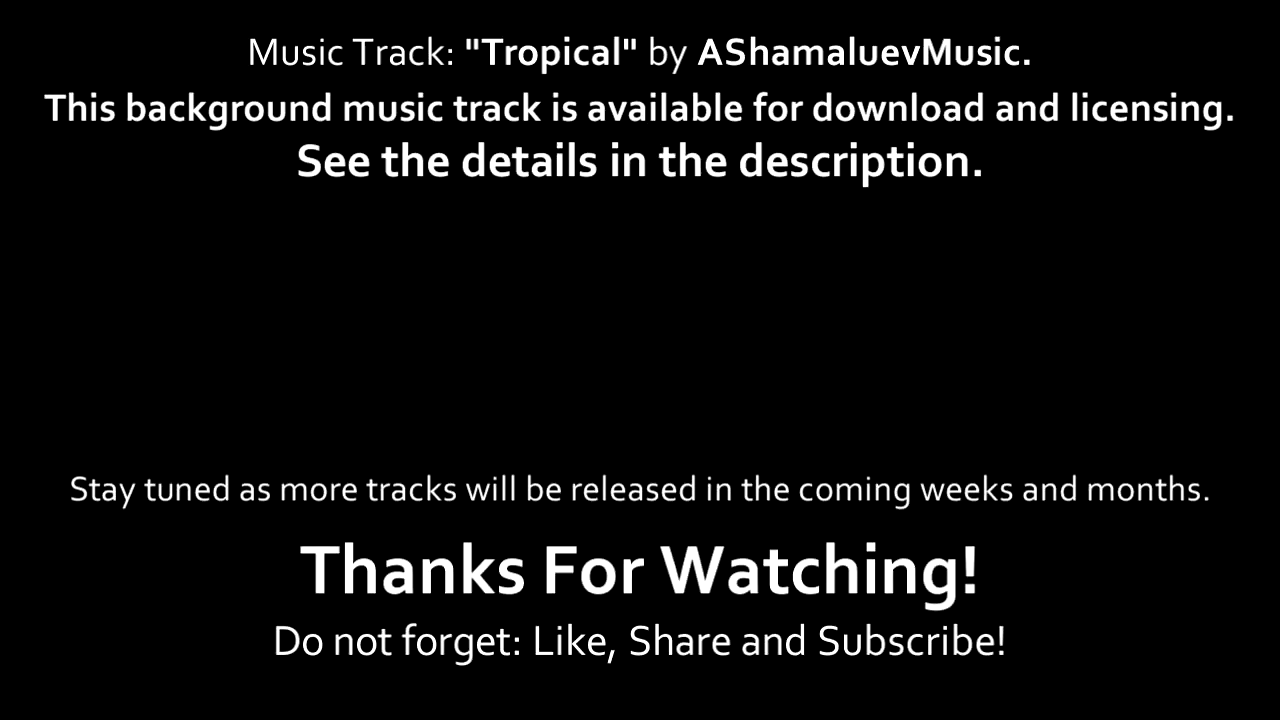 Music Track: "Tropical" by AShamaluevMusic.
This background music track is available for download and licensing.
See the details in the description.
Stay tuned as more tracks will be released in the coming weeks and months.
Thanks For Watching!
Do not forget: Like, Share and Subscribe!